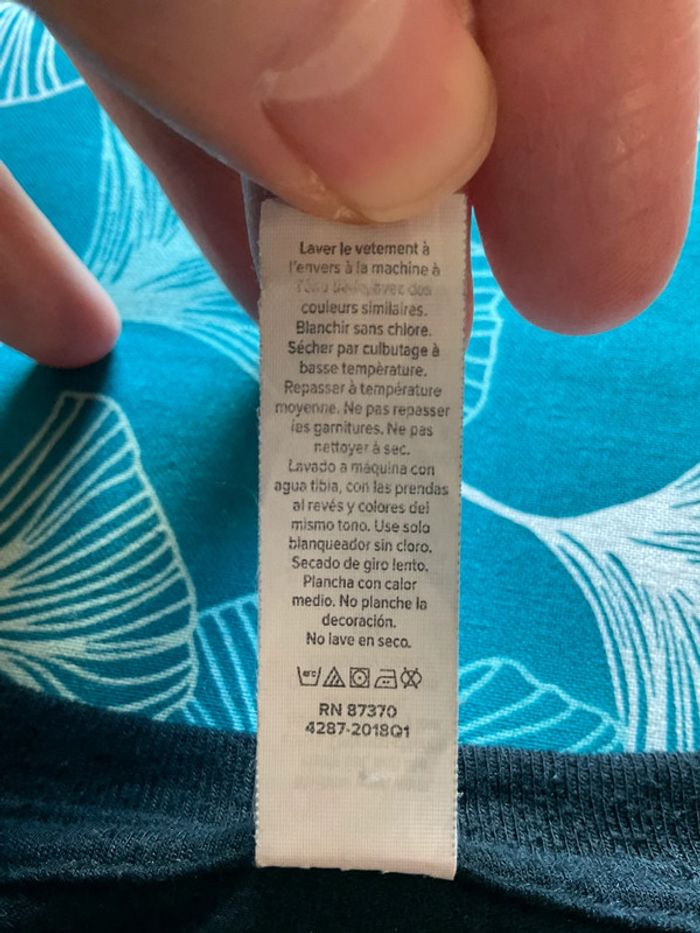 Laver le vetement à
l'envers à la machine à
l'eau avec des
couleurs similaires.
Blanchir sans chlore.
Sécher par culbutage à
basse température.
Repasser à température
moyenne. Ne pas repasser
les garnitures. Ne pas
nettoyer à sec.
Lavado a máquina con
agua tibia, con las prendas
al revés y colores del
mismo tono. Use solo
blanqueador sin cloro.
Secado de giro lento.
Plancha con calor
medio. No planche la
decoración.
No lave en seco.
RN 87370
4287-2018Q1